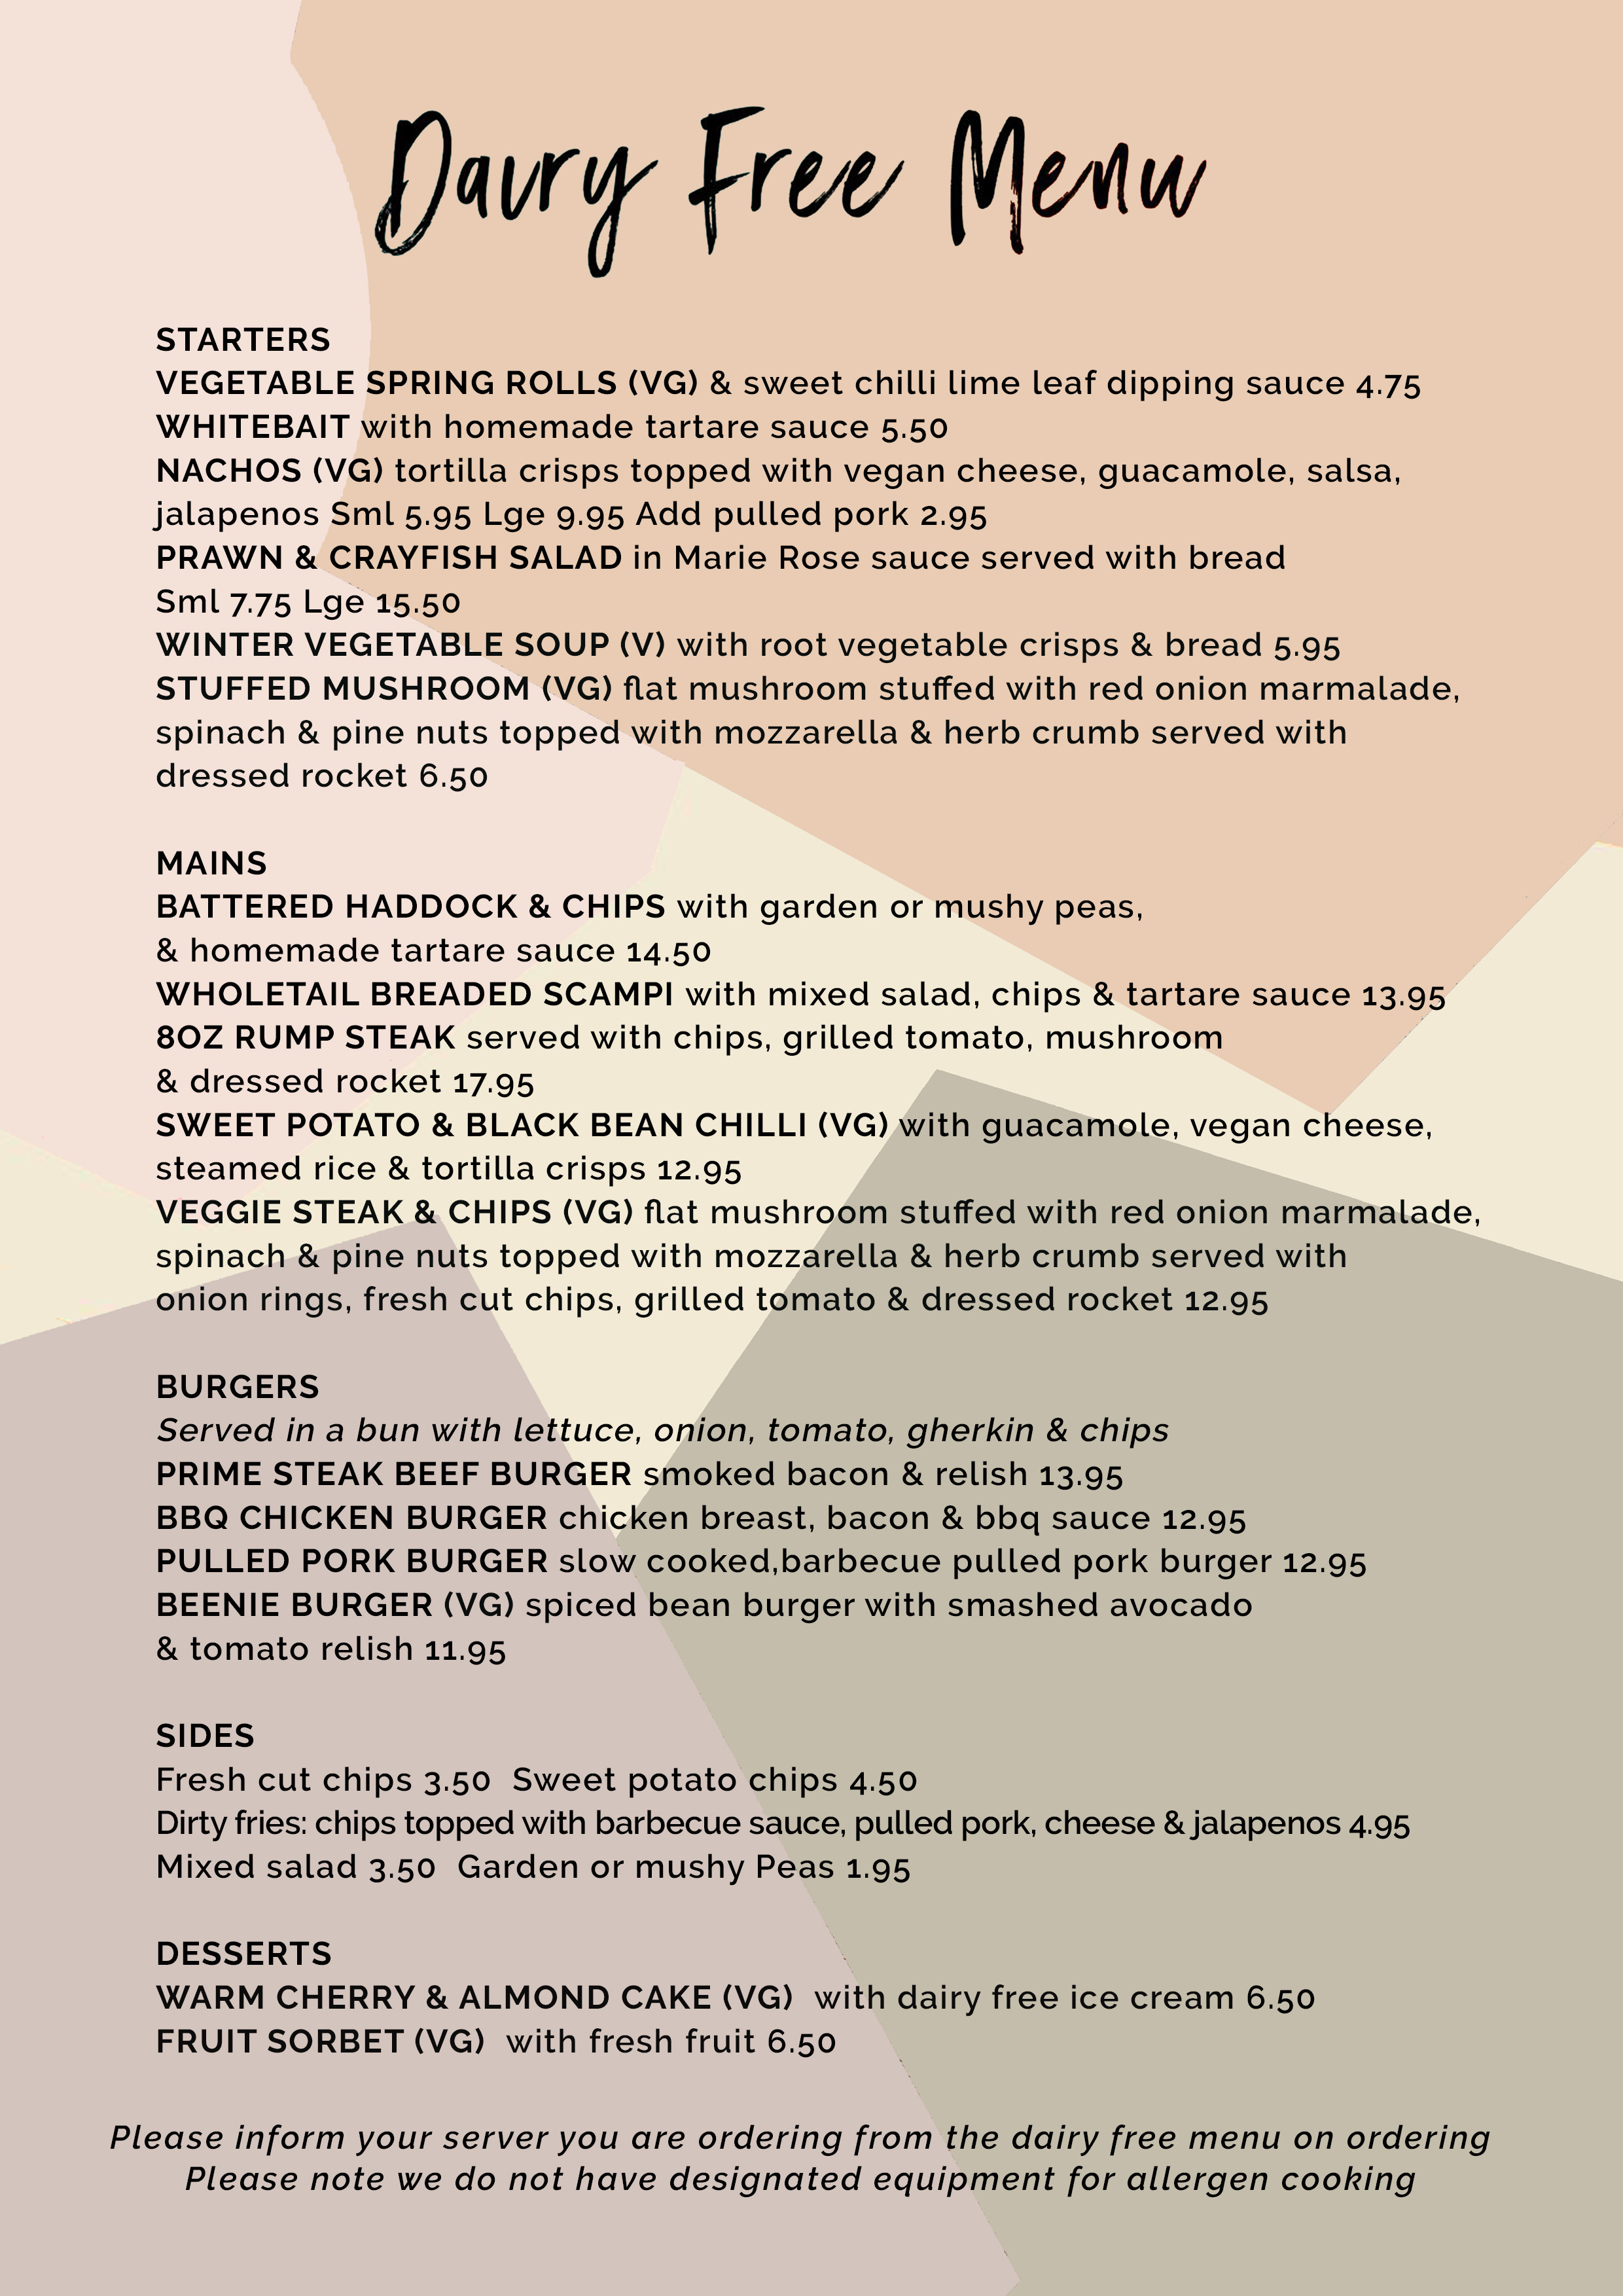 Dairy Free Menu
STARTERS
VEGETABLE SPRING ROLLS (VG) & sweet chilli lime leaf dipping sauce 4.75
WHITEBAIT with homemade tartare sauce 5.50
NACHOS (VG) tortilla crisps topped with vegan cheese, guacamole, salsa,
jalapenos Sml 5.95 Lge 9.95 Add pulled pork 2.95
PRAWN & CRAYFISH SALAD in Marie Rose sauce served with bread
Sml 7.75 Lge 15.50
WINTER VEGETABLE SOUP (V) with root vegetable crisps & bread 5.95
STUFFED MUSHROOM (VG) flat mushroom stuffed with red onion marmalade,
spinach & pine nuts topped with mozzarella & herb crumb served with
dressed rocket 6.50
MAINS
BATTERED HADDOCK & CHIPS with garden or mushy peas,
& homemade tartare sauce 14.50
WHOLETAIL BREADED SCAMPI with mixed salad, chips & tartare sauce 13.95
8OZ RUMP STEAK served with chips, grilled tomato, mushroom
& dressed rocket 17.95
SWEET POTATO & BLACK BEAN CHILLI (VG) with guacamole, vegan cheese,
steamed rice & tortilla crisps 12.95
VEGGIE STEAK & CHIPS (VG) flat mushroom stuffed with red onion marmalade,
spinach & pine nuts topped with mozzarella & herb crumb served with
onion rings, fresh cut chips, grilled tomato & dressed rocket 12.95
BURGERS
Served in a bun with lettuce, onion, tomato, gherkin & chips
PRIME STEAK BEEF BURGER smoked bacon & relish 13.95
BBQ CHICKEN BURGER chicken breast, bacon & bbq sauce 12.95
PULLED PORK BURGER slow cooked,barbecue pulled pork burger 12.95
BEENIE BURGER (VG) spiced bean burger with smashed avocado
& tomato relish 11.95
SIDES
Fresh cut chips 3.50  Sweet potato chips 4.50
Dirty fries: chips topped with barbecue sauce, pulled pork, cheese & jalapenos 4.95
Mixed salad 3.50  Garden or mushy Peas 1.95
DESSERTS
WARM CHERRY & ALMOND CAKE (VG)  with dairy free ice cream 6.50
FRUIT SORBET (VG)  with fresh fruit 6.50
Please inform your server you are ordering from the dairy free menu on ordering
Please note we do not have designated equipment for allergen cooking